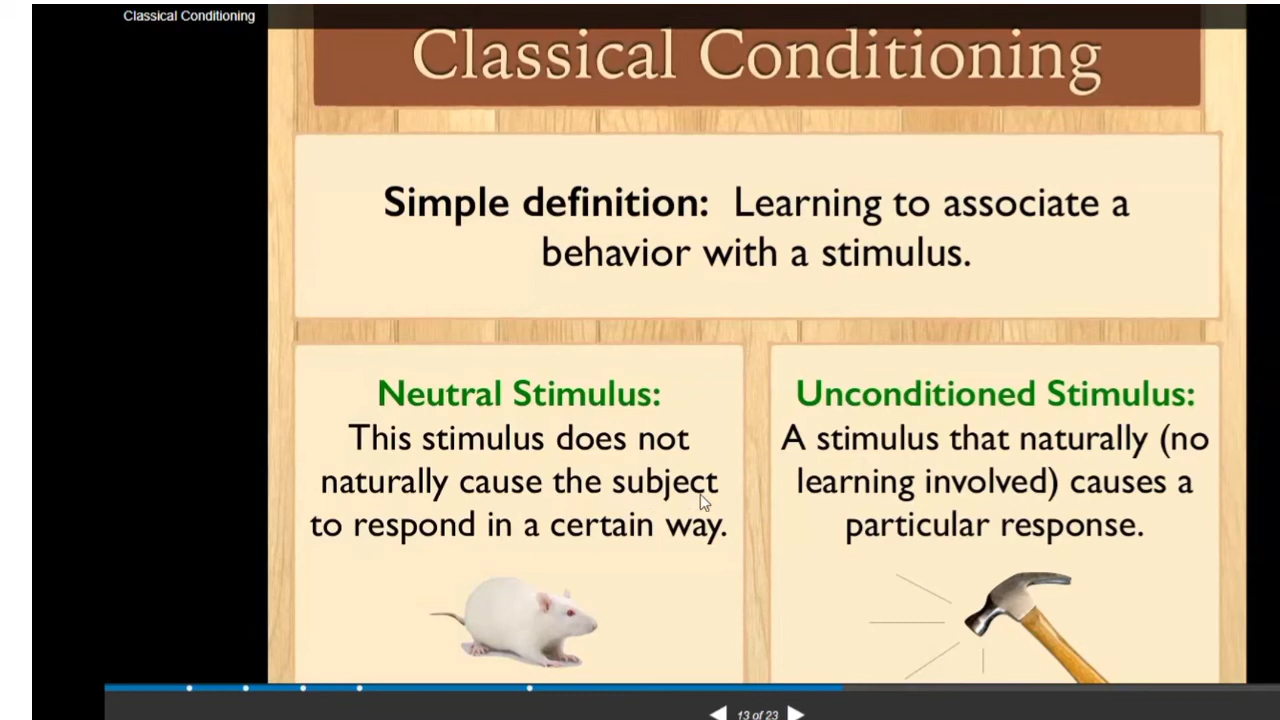 Classical Conditioning
Classical Conditioning
Simple definition: Learning to associate a
behavior with a stimulus.
Neutral Stimulus:
This stimulus does not
naturally cause the subject
to respond in a certain way.
Unconditioned Stimulus:
A stimulus that naturally (no
learning involved) causes a
particular response.
13 of 23